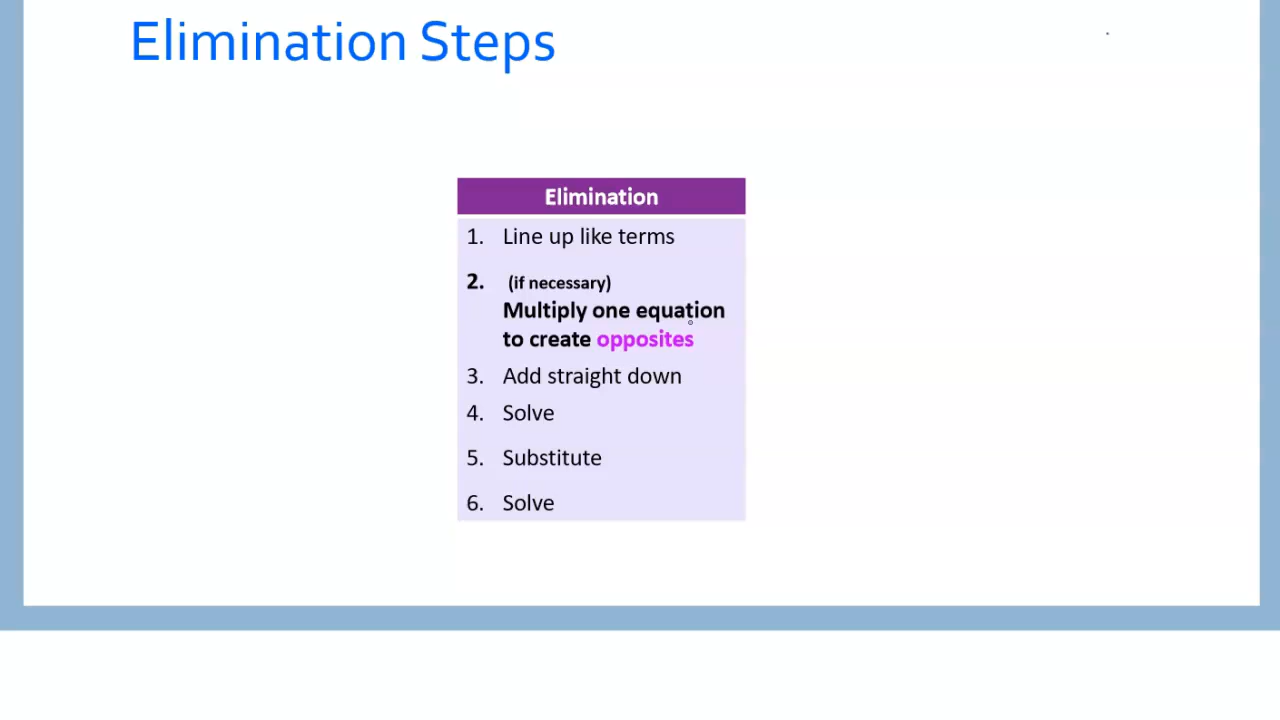 Elimination Steps
Elimination
1. Line up like terms
2. (if necessary)
Multiply one equation
to create opposites
3. Add straight down
4. Solve
5. Substitute
6. Solve